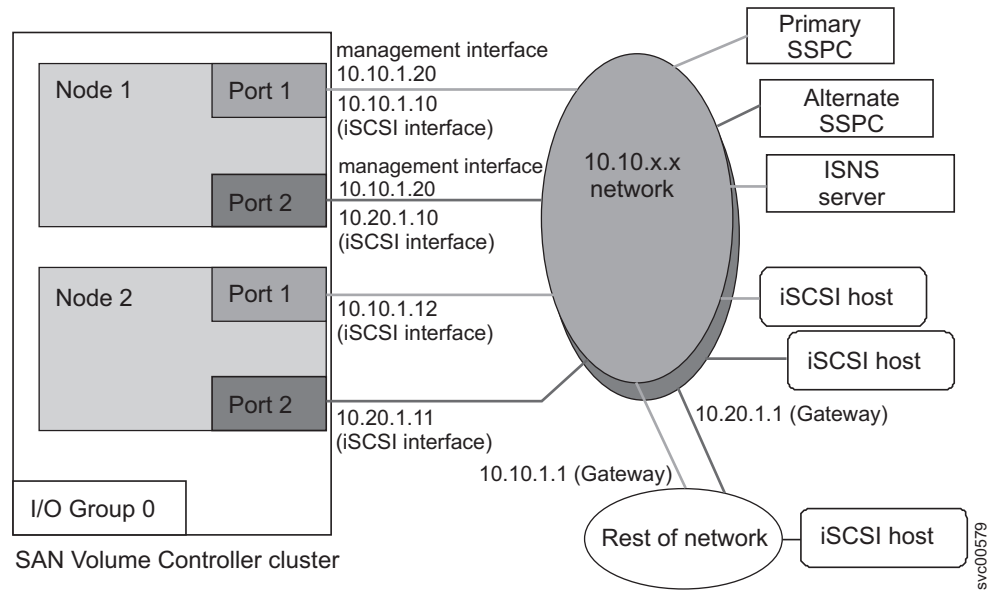 Primary
SSPC
management interface
10.10.1.20
Node 1
Port 1
10.10.1.10
(iSCSI interface)
Alternate
SSPC
management interface
10.10.1.20
10.10.x.x
network
ISNS
server
Port 2
10.20.1.10
(iSCSI interface)
Node 2
Port 1
10.10.1.12
(iSCSI interface)
iSCSI host
iSCSI host
Port 2
10.20.1.11
(iSCSI interface)
10.20.1.1 (Gateway)
10.10.1.1 (Gateway)
I/O Group 0
Rest of network
iSCSI host
SAN Volume Controller cluster
svc00579